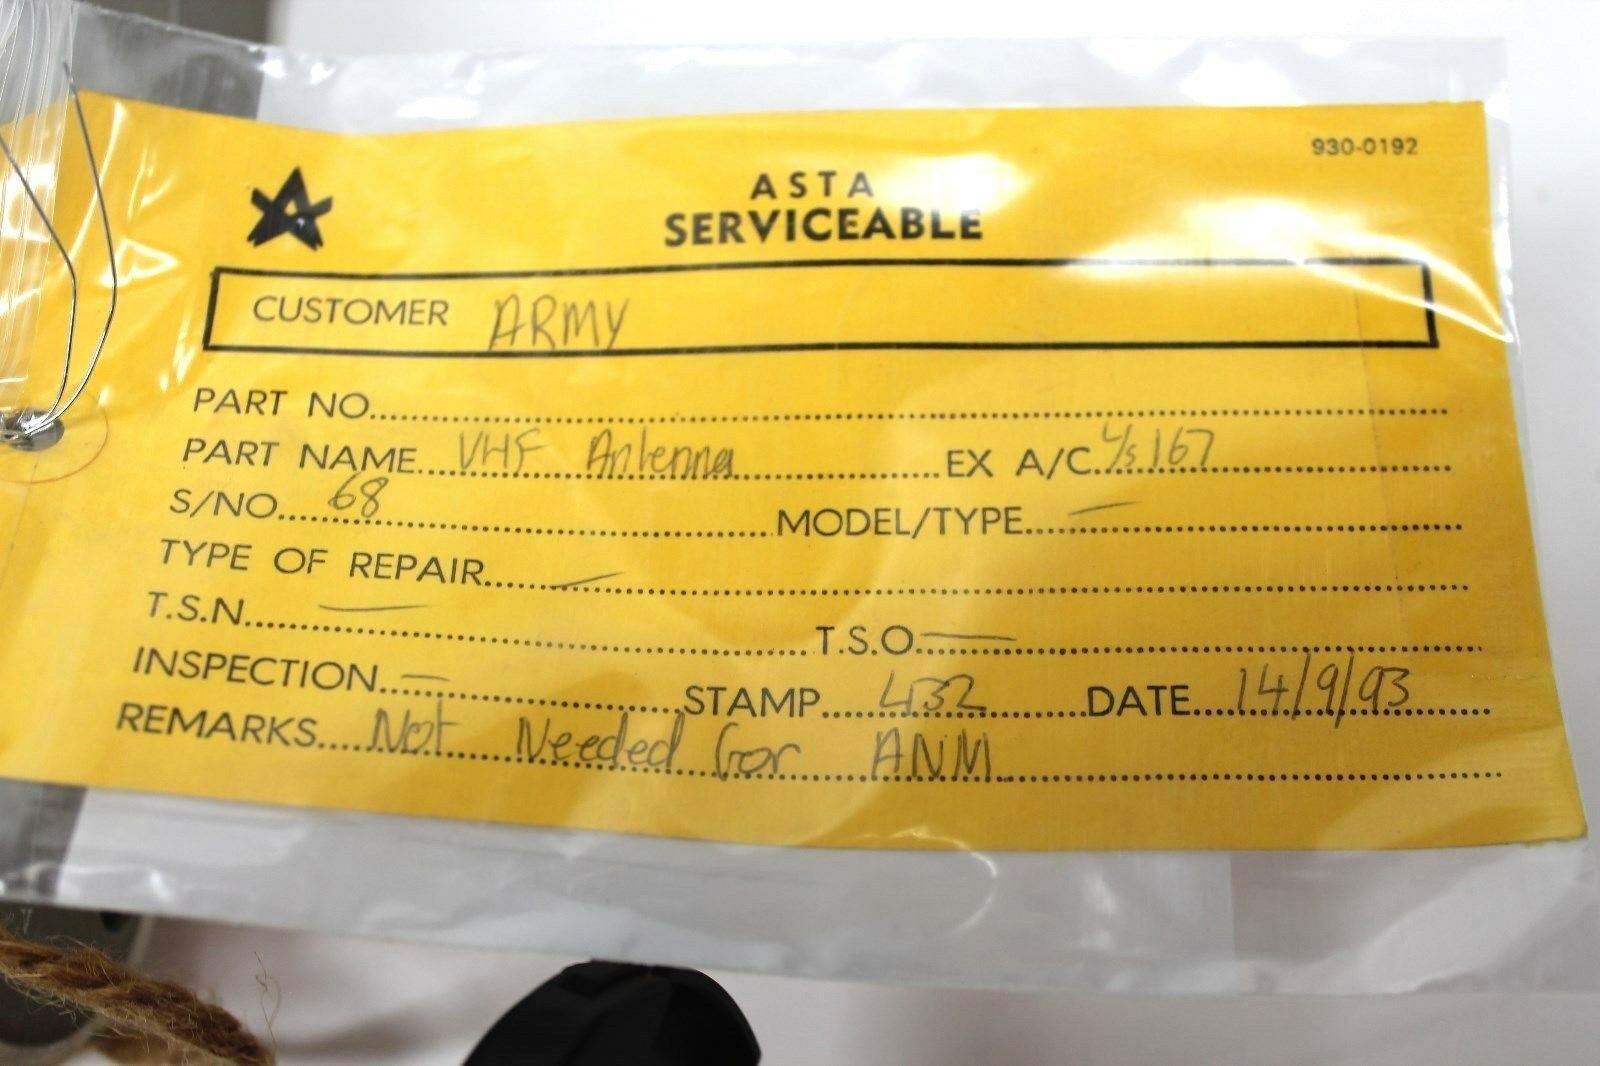 930-0192
ASTA
SERVICEABLE
CUSTOMER ARMY
PART NO.
PART NAME VHF Antenna EX A/C. L/s 167
S/NO. 68 MODEL/TYPE. —
TYPE OF REPAIR —
T.S.N. — T.S.O. —
INSPECTION — STAMP 432 DATE 14/9/93
REMARKS Not Needed for ANM